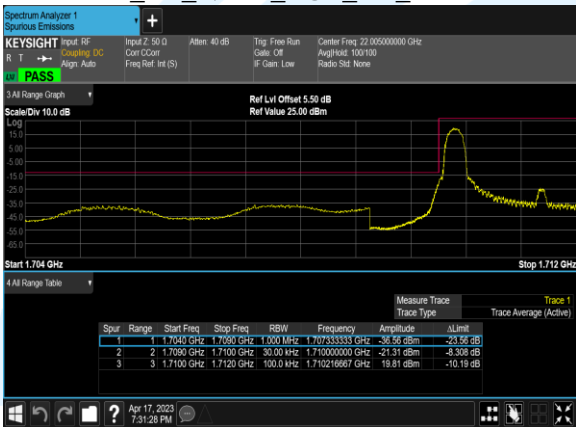 Spectrum Analyzer 1
Spurious Emissions
+
KEYSIGHT
R T
PASS
Input: RF
Coupling: DC
Align: Auto
Input Z: 50 Ω
Corr CCorr
Freq Ref: Int (S)
Atten: 40 dB
Trig: Free Run
Gate: Off
IF Gain: Low
Center Freq: 22.005000000 GHz
Avg|Hold: 100/100
Radio Std: None
3 All Range Graph
Scale/Div 10.0 dB
Ref Lvl Offset 5.50 dB
Ref Value 25.00 dBm
Log
15.0
5.00
-5.00
-15.0
-25.0
-35.0
-45.0
-55.0
-65.0
Start 1.704 GHz
Stop 1.712 GHz
4 All Range Table
Measure Trace Trace 1
Trace Type Trace Average (Active)
Spur Range Start Freq Stop Freq RBW Frequency Amplitude ΔLimit
1 1 1.7040 GHz 1.7090 GHz 1.000 MHz 1.707333333 GHz -36.56 dBm -23.56 dB
2 2 1.7090 GHz 1.7100 GHz 30.00 kHz 1.710000000 GHz -21.31 dBm -8.308 dB
3 3 1.7100 GHz 1.7120 GHz 100.0 kHz 1.710216667 GHz 19.81 dBm -10.19 dB
?
Apr 17, 2023
7:31:28 PM